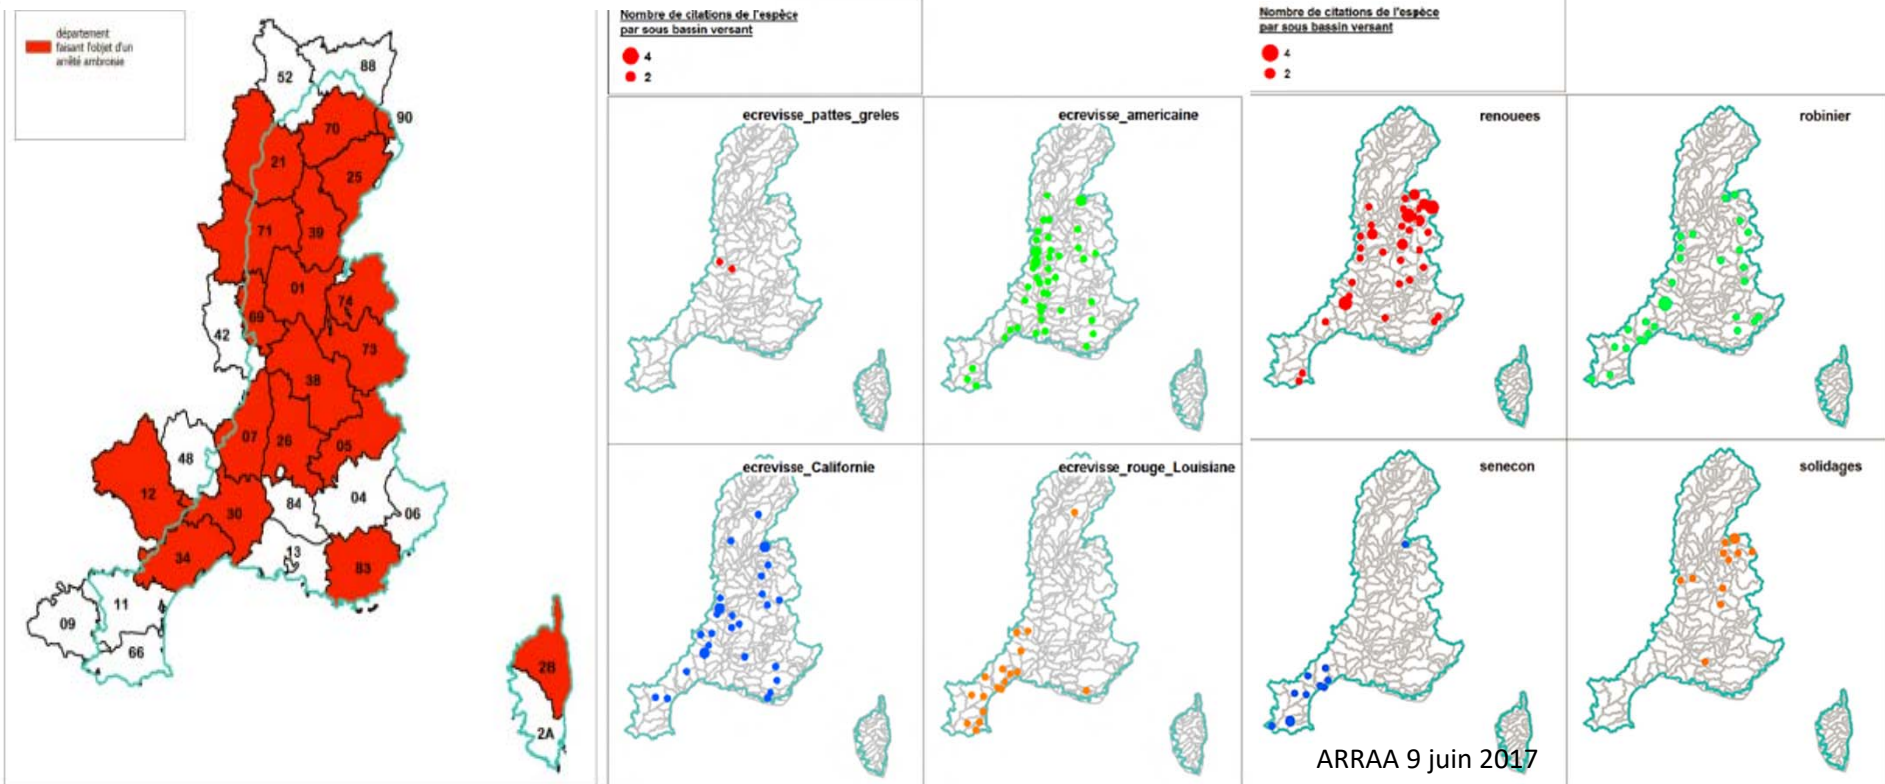 département
faisant l'objet d'un
arrêté ambroisie
52
88
90
70
21
25
71
39
01
74
69
42
73
38
07
26
05
48
12
30
84
04
06
34
13
83
11
09
66
2B
2A
Nombre de citations de l'espèce
par sous bassin versant
4
2
ecrevisse_pattes_greles
ecrevisse_americaine
ecrevisse_Californie
ecrevisse_rouge_Louisiane
Nombre de citations de l'espèce
par sous bassin versant
4
2
renouees
robinier
senecon
solidages
ARRAA 9 juin 2017